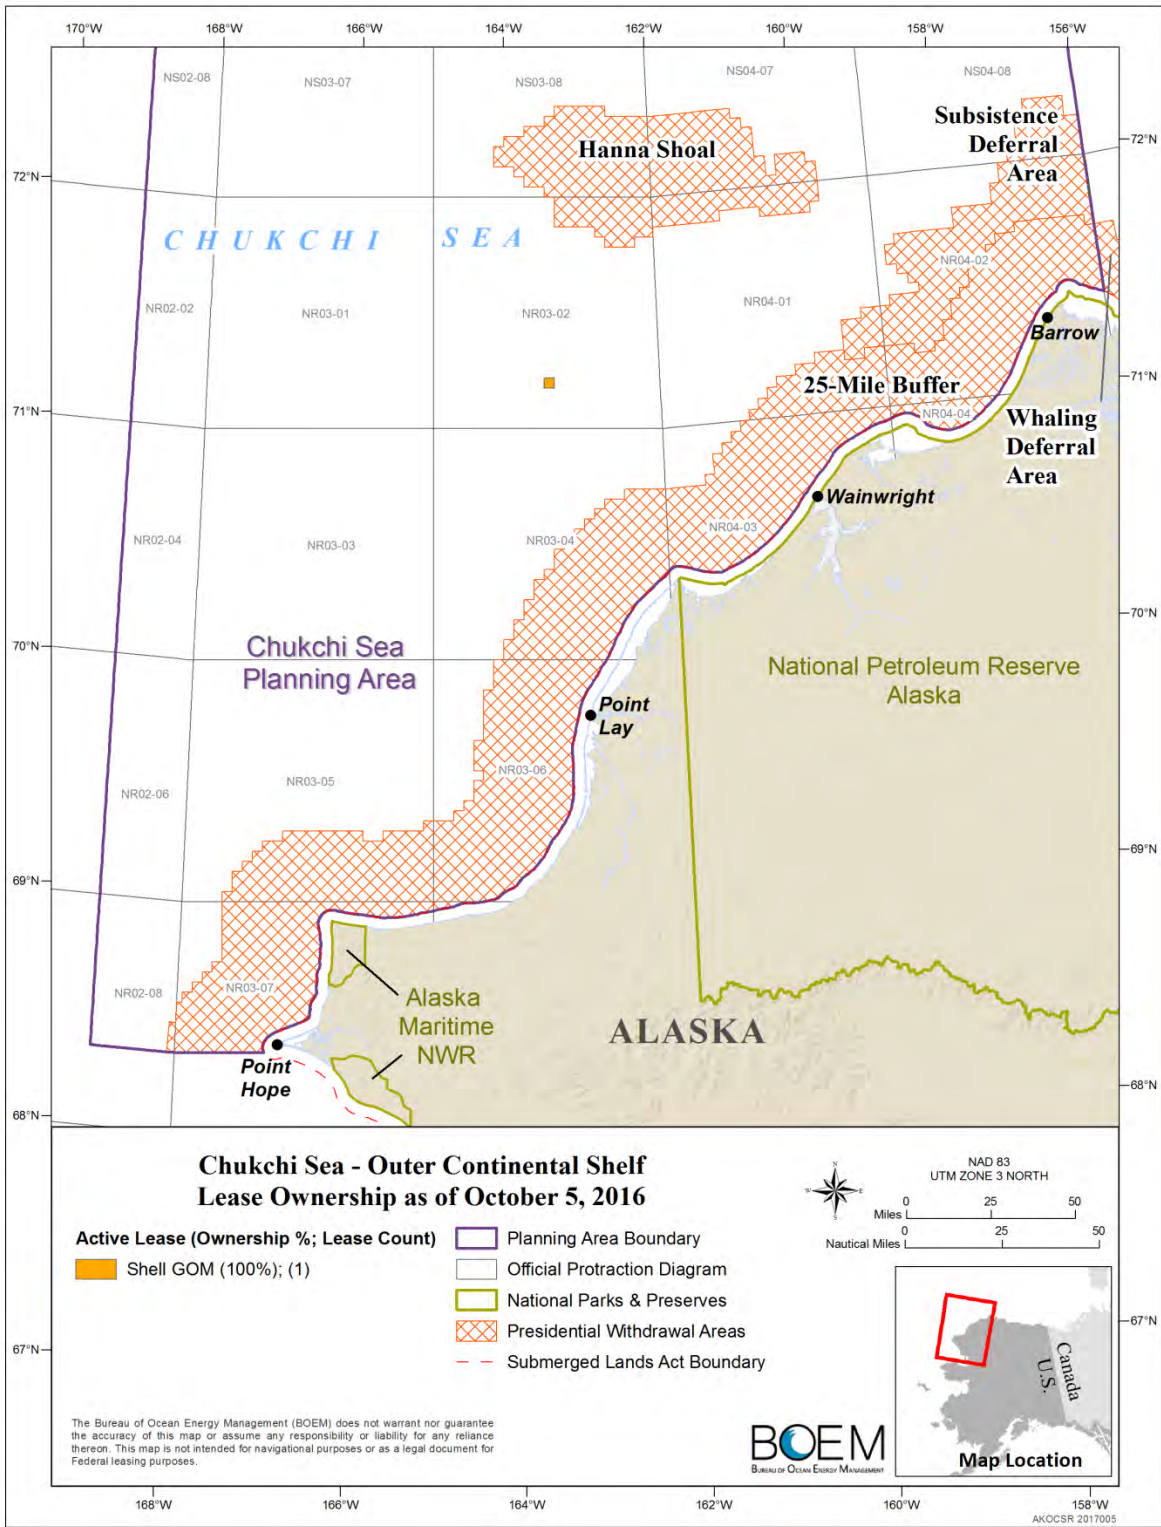 170°W
168°W
166°W
164°W
162°W
160°W
158°W
156°W
NS02-08
NS03-07
NS03-08
NS04-07
NS04-08
Subsistence
Deferral
Area
72°N
72°N
Hanna Shoal
CHUKCHI SEA
NR04-02
NR02-02
NR03-01
NR03-02
NR04-01
Barrow
71°N
71°N
25-Mile Buffer
NR04-04
Whaling
Deferral
Area
Wainwright
NR02-04
NR03-03
NR03-04
NR04-03
70°N
70°N
Chukchi Sea
Planning Area
National Petroleum Reserve
Alaska
Point
Lay
NR02-06
NR03-05
NR03-06
69°N
69°N
NR02-08
NR03-07
Alaska
Maritime
NWR
ALASKA
Point
Hope
68°N
68°N
Chukchi Sea - Outer Continental Shelf
Lease Ownership as of October 5, 2016
Active Lease (Ownership %; Lease Count)
Shell GOM (100%); (1)
Planning Area Boundary
Official Protraction Diagram
National Parks & Preserves
Presidential Withdrawal Areas
Submerged Lands Act Boundary
N
W
E
S
NAD 83
UTM ZONE 3 NORTH
0 25 50
Miles
0 25 50
Nautical Miles
67°N
67°N
Canada
U.S.
Map Location
The Bureau of Ocean Energy Management (BOEM) does not warrant nor guarantee
the accuracy of this map or assume any responsibility or liability for any reliance
thereon. This map is not intended for navigational purposes or as a legal document for
Federal leasing purposes.
BOEM
BUREAU OF OCEAN ENERGY MANAGEMENT
168°W
166°W
164°W
162°W
160°W
158°W
AKOCSR 2017005